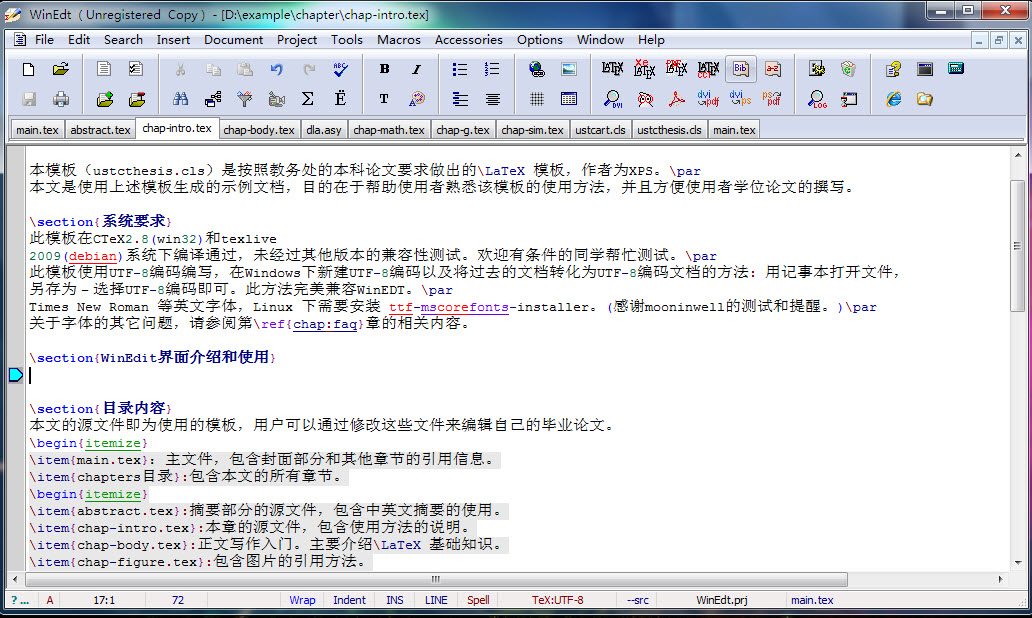 WinEdt (Unregistered Copy) - [D:\example\chapter\chap-intro.tex]
File Edit Search Insert Document Project Tools Macros Accessories Options Window Help
main.tex abstract.tex chap-intro.tex chap-body.tex dla.asy chap-math.tex chap-g.tex chap-sim.tex ustcart.cls ustcthesis.cls main.tex
本模板（ustcthesis.cls）是按照教务处的本科论文要求做出的\LaTeX 模板，作者为XPS。\par
本文是使用上述模板生成的示例文档，目的在于帮助使用者熟悉该模板的使用方法，并且方便使用者学位论文的撰写。
\section{系统要求}
此模板在CTeX2.8(win32)和texlive
2009(debian)系统下编译通过，未经过其他版本的兼容性测试。欢迎有条件的同学帮忙测试。\par
此模板使用UTF-8编码编写，在Windows下新建UTF-8编码以及将过去的文档转化为UTF-8编码文档的方法：用记事本打开文件，
另存为－选择UTF-8编码即可。此方法完美兼容WinEDT。\par
Times New Roman 等英文字体，Linux 下需要安装 ttf-mscorefonts-installer。(感谢mooninwell的测试和提醒。)\par
关于字体的其它问题，请参阅第\ref{chap:faq}章的相关内容。
\section{WinEdit界面介绍和使用}
\section{目录内容}
本文的源文件即为使用的模板，用户可以通过修改这些文件来编辑自己的毕业论文。
\begin{itemize}
\item{main.tex}：主文件，包含封面部分和其他章节的引用信息。
\item{chapters目录}:包含本文的所有章节。
\begin{itemize}
\item{abstract.tex}:摘要部分的源文件，包含中英文摘要的使用。
\item{chap-intro.tex}:本章的源文件，包含使用方法的说明。
\item{chap-body.tex}:正文写作入门。主要介绍\LaTeX 基础知识。
\item{chap-figure.tex}:包含图片的引用方法。
?... A 17:1 72 Wrap Indent INS LINE Spell TeX:UTF-8 --src WinEdt.prj main.tex